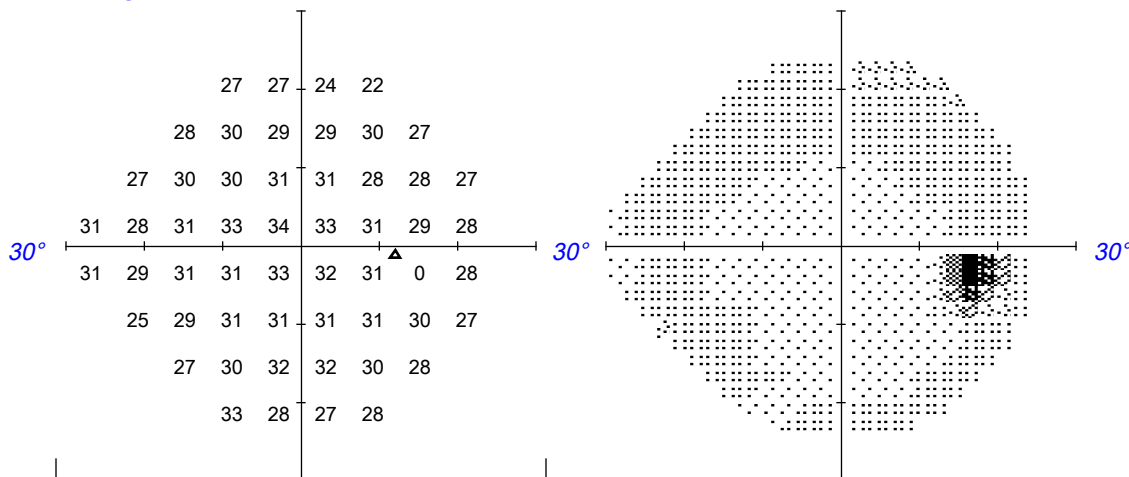 27 27 24 22
28 30 29 29 30 27
27 30 30 31 31 28 28 27
31 28 31 33 34 33 31 29 28
30° 30° 30°
31 29 31 31 33 32 31 0 28
25 29 31 31 31 31 30 27
27 30 32 32 30 28
33 28 27 28